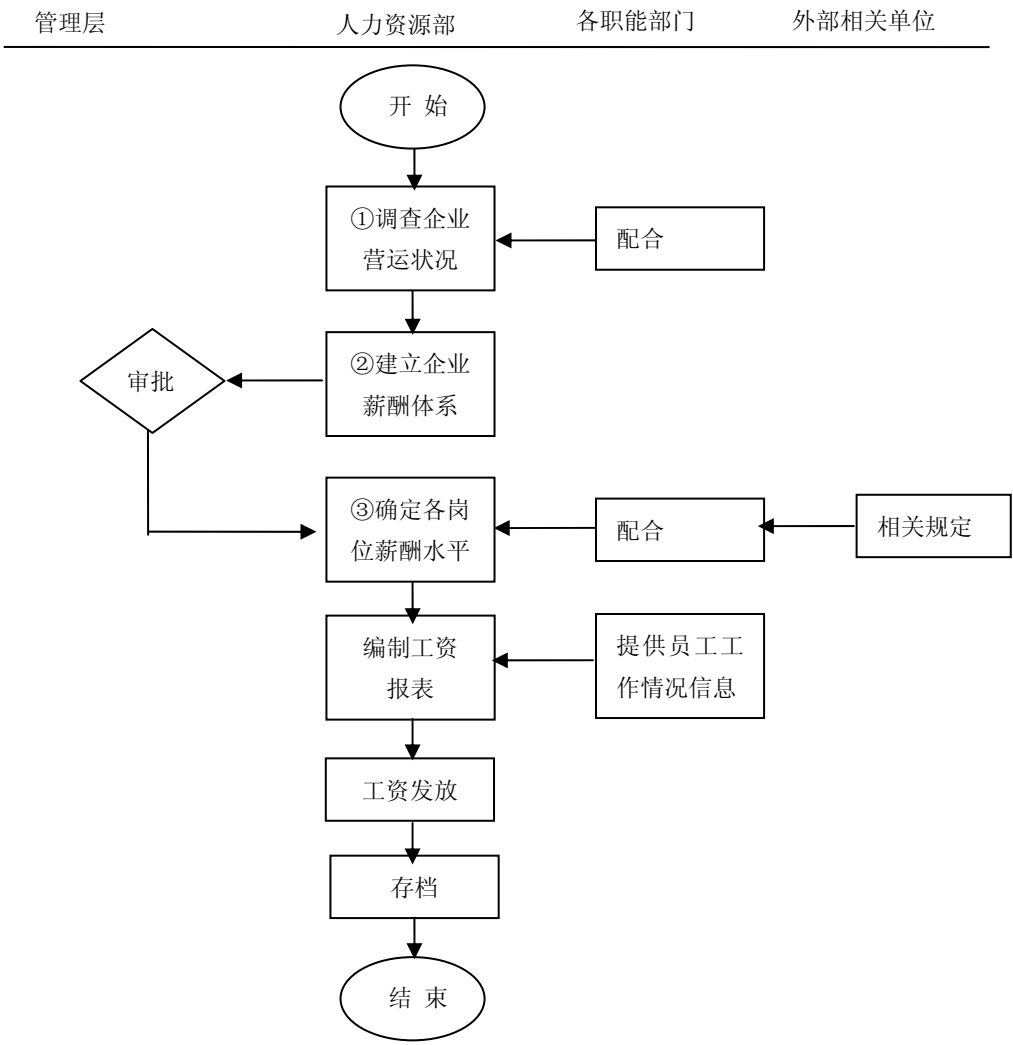 管理层 人力资源部 各职能部门 外部相关单位
开 始
①调查企业
营运状况
配合
②建立企业
薪酬体系
审批
③确定各岗
位薪酬水平
配合
相关规定
编制工资
报表
提供员工工
作情况信息
工资发放
存档
结 束